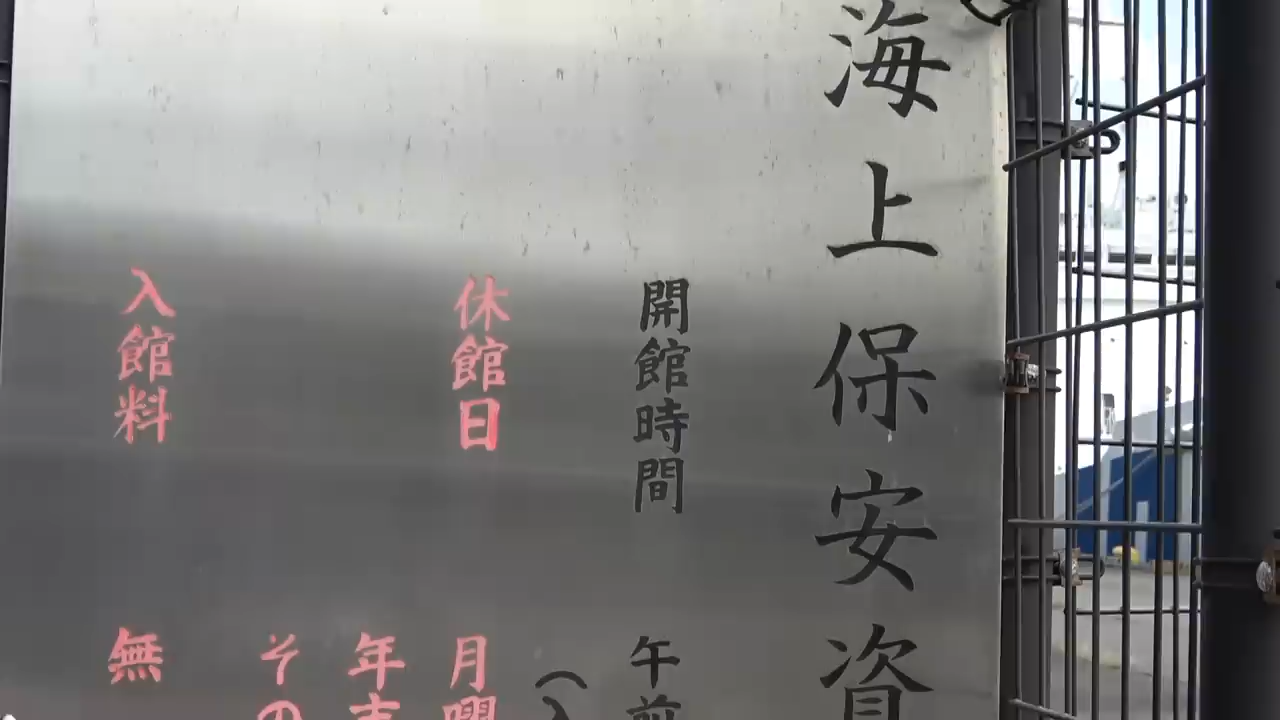 海上保安資
開館時間 午前
(入
休館日 月曜
年末
その
入館料 無